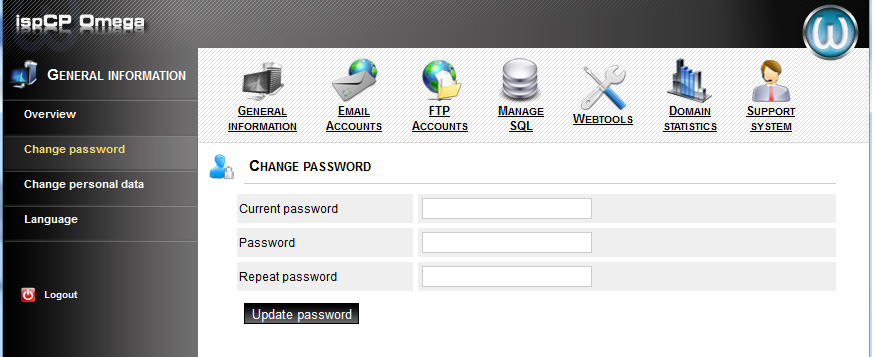 ispCP Omega
GENERAL INFORMATION
Overview
Change password
Change personal data
Language
Logout
GENERAL
INFORMATION
EMAIL
ACCOUNTS
FTP
ACCOUNTS
MANAGE
SQL
WEBTOOLS
DOMAIN
STATISTICS
SUPPORT
SYSTEM
CHANGE PASSWORD
Current password
Password
Repeat password
Update password